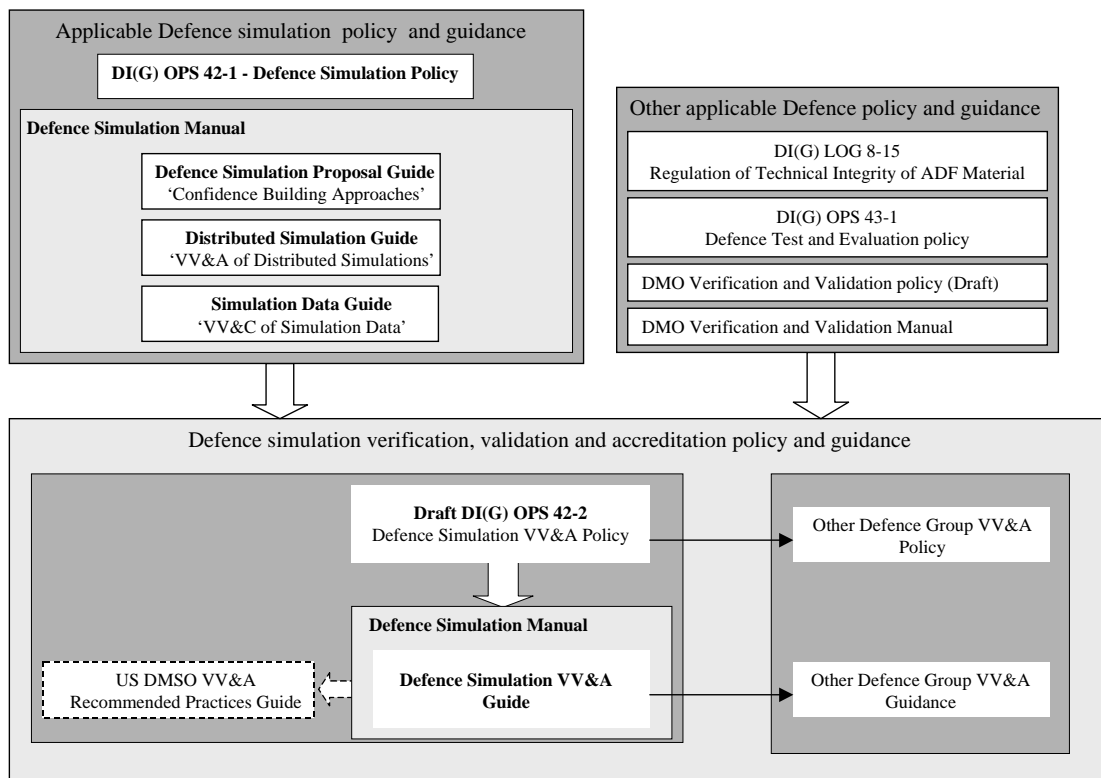 Applicable Defence simulation policy and guidance
DI(G) OPS 42-1 - Defence Simulation Policy
Defence Simulation Manual
Defence Simulation Proposal Guide
‘Confidence Building Approaches’
Distributed Simulation Guide
‘VV&A of Distributed Simulations’
Simulation Data Guide
‘VV&C of Simulation Data’
Other applicable Defence policy and guidance
DI(G) LOG 8-15
Regulation of Technical Integrity of ADF Material
DI(G) OPS 43-1
Defence Test and Evaluation policy
DMO Verification and Validation policy (Draft)
DMO Verification and Validation Manual
Defence simulation verification, validation and accreditation policy and guidance
Draft DI(G) OPS 42-2
Defence Simulation VV&A Policy
Other Defence Group VV&A
Policy
Defence Simulation Manual
US DMSO VV&A
Recommended Practices Guide
Defence Simulation VV&A
Guide
Other Defence Group VV&A
Guidance